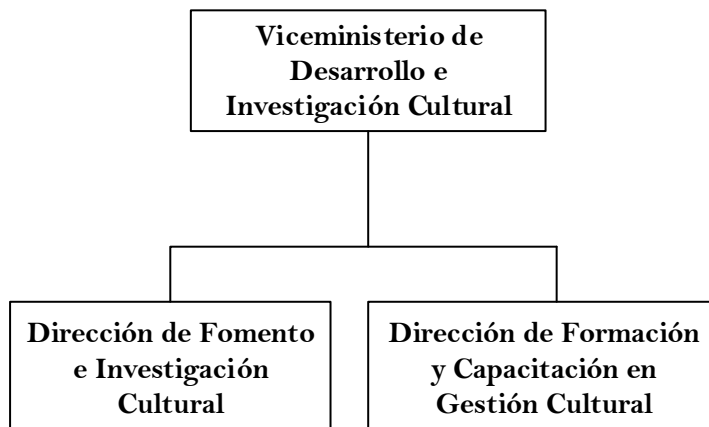 Viceministerio de
Desarrollo e
Investigación Cultural
Dirección de Fomento
e Investigación
Cultural
Dirección de Formación
y Capacitación en
Gestión Cultural